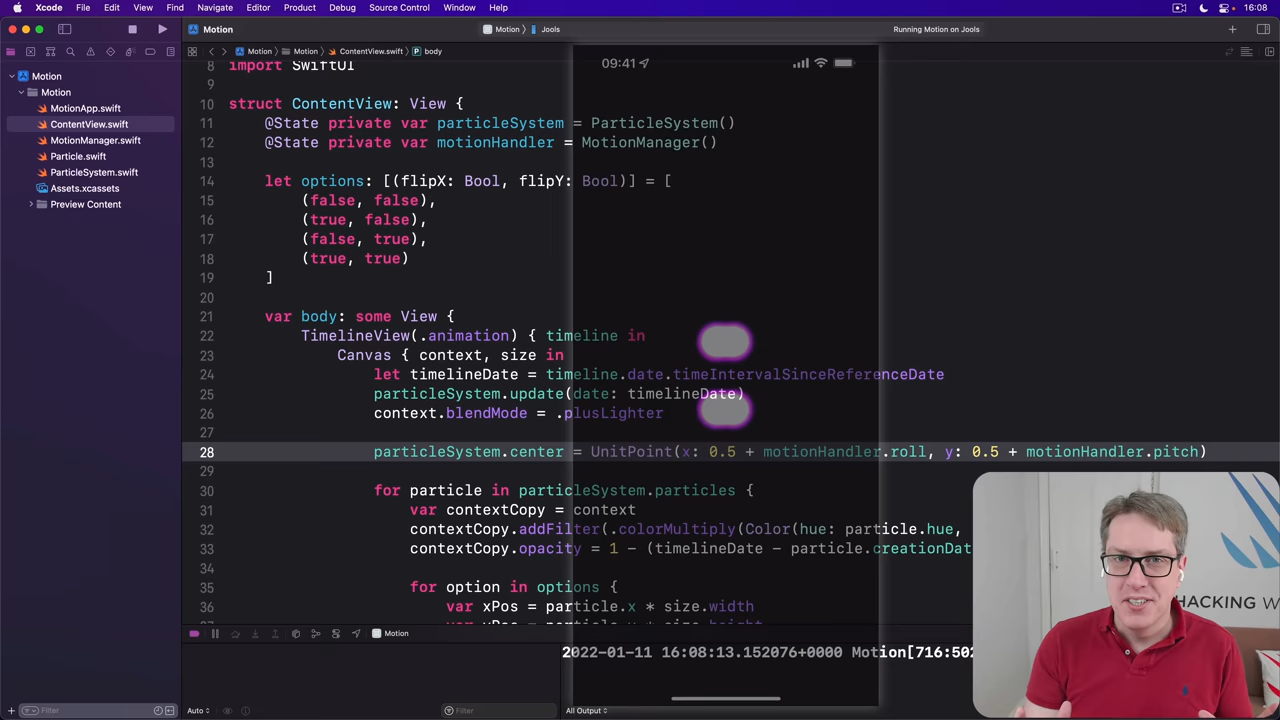 Xcode File Edit View Find Navigate Editor Product Debug Source Control Window Help 16:08
Motion
Motion Jools
Running Motion on Jools
Motion Motion ContentView.swift body
Motion
Motion
MotionApp.swift
ContentView.swift
MotionManager.swift
Particle.swift
ParticleSystem.swift
Assets.xcassets
Preview Content
09:41
8 import SwiftUI
9
10 struct ContentView: View {
11 @State private var particleSystem = ParticleSystem()
12 @State private var motionHandler = MotionManager()
13
14 let options: [(flipX: Bool, flipY: Bool)] = [
15 (false, false),
16 (true, false),
17 (false, true),
18 (true, true)
19 ]
20
21 var body: some View {
22 TimelineView(.animation) { timeline in
23 Canvas { context, size in
24 let timelineDate = timeline.date.timeIntervalSinceReferenceDate
25 particleSystem.update(date: timelineDate)
26 context.blendMode = .plusLighter
27
28 particleSystem.center = UnitPoint(x: 0.5 + motionHandler.roll, y: 0.5 + motionHandler.pitch)
29
30 for particle in particleSystem.particles {
31 var contextCopy = context
32 contextCopy.addFilter(.colorMultiply(Color(hue: particle.hue,
33 contextCopy.opacity = 1 - (timelineDate - particle.creationDat
34
35 for option in options {
36 var xPos = particle.x * size.width
HACKING W
Motion
2022-01-11 16:08:13.152076+0000 Motion[716:502
Filter
Auto
Filter
All Output